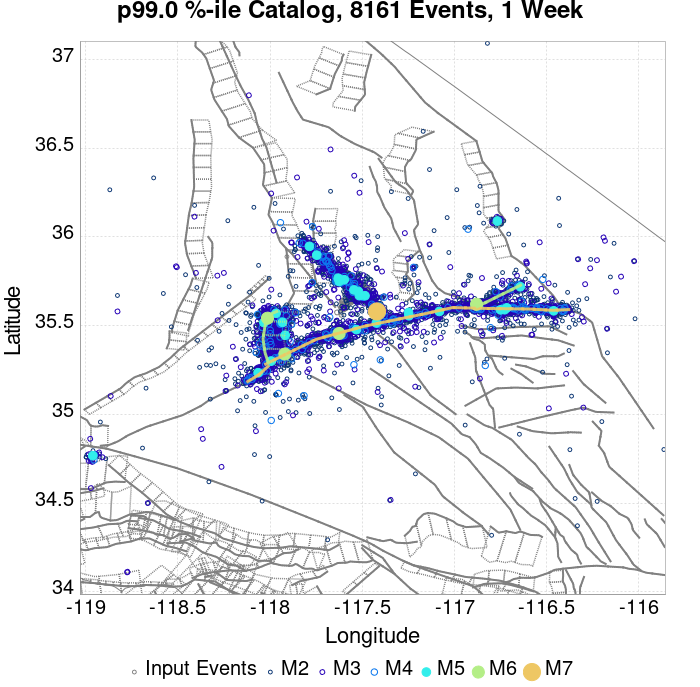 p99.0 %-ile Catalog, 8161 Events, 1 Week
37
36.5
36
35.5
35
34.5
34
Latitude
-119 -118.5 -118 -117.5 -117 -116.5 -116
Longitude
Input Events M2 M3 M4 M5 M6 M7